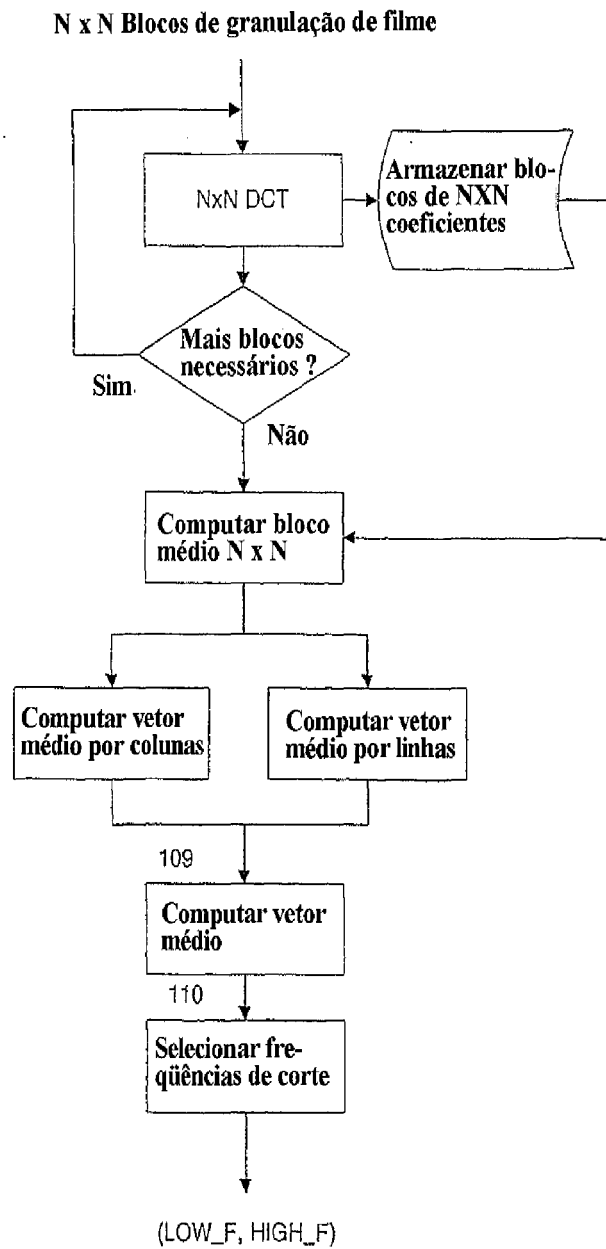 N x N Blocos de granulação de filme
NxN DCT
Armazenar blo-
cos de NXN
coeficientes
Mais blocos
necessários ?
Sim
Não
Computar bloco
médio N x N
Computar vetor
médio por colunas
Computar vetor
médio por linhas
109
Computar vetor
médio
110
Selecionar fre-
qüências de corte
(LOW_F, HIGH_F)